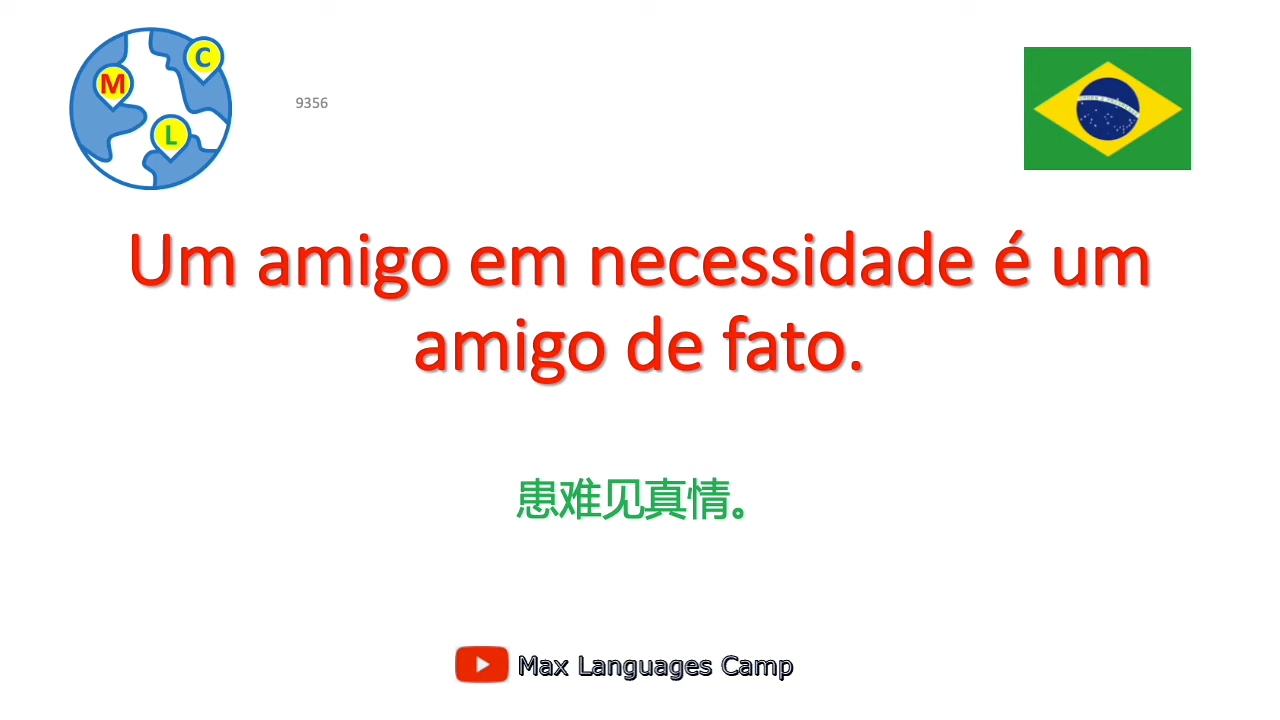 C
M
L
9356
Um amigo em necessidade é um
amigo de fato.
患难见真情。
Max Languages Camp